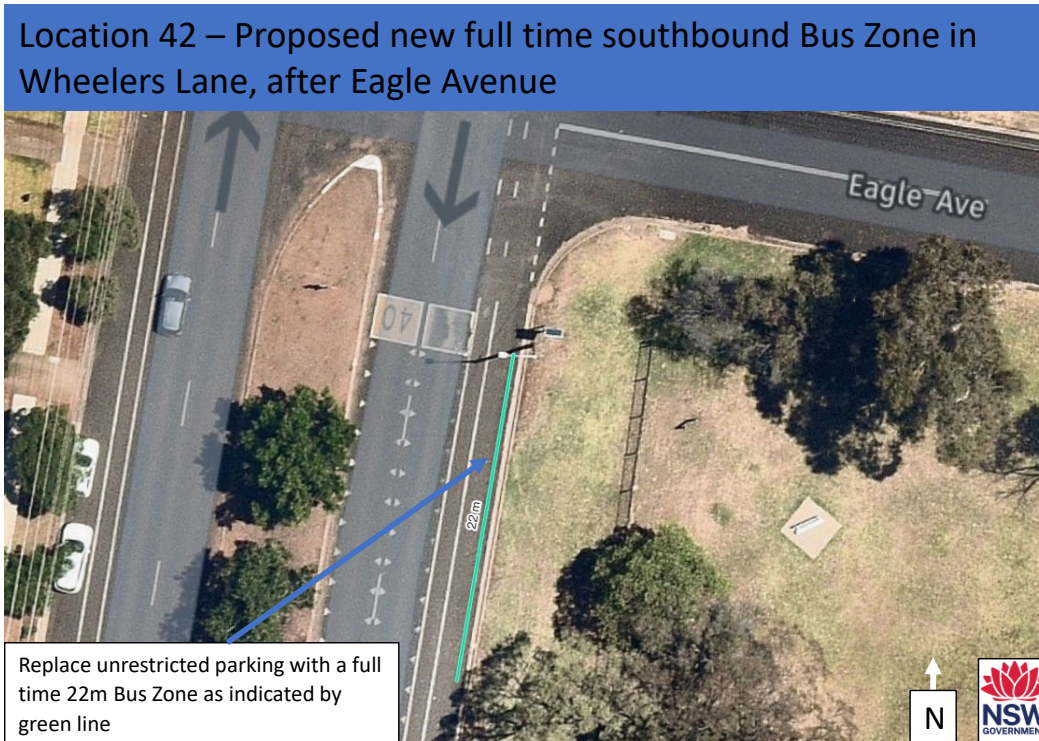 Location 42 – Proposed new full time southbound Bus Zone in
Wheelers Lane, after Eagle Avenue
Eagle Ave
40
22 m
Replace unrestricted parking with a full
time 22m Bus Zone as indicated by
green line
N
NSW
GOVERNMENT